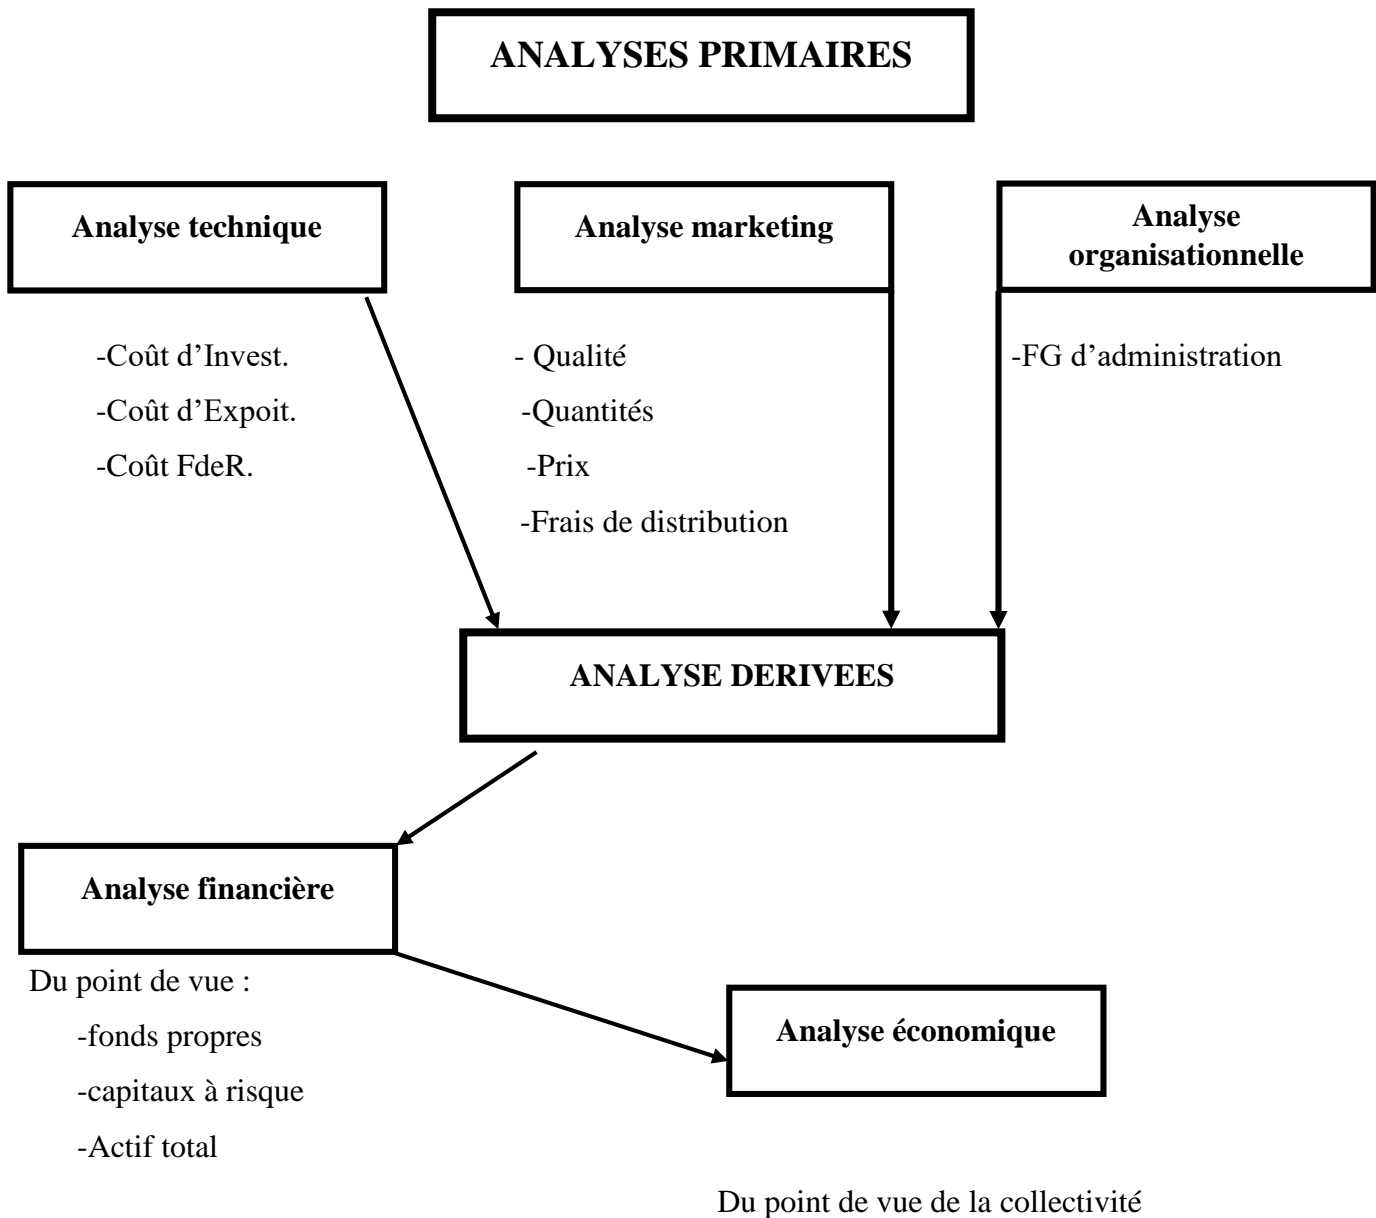 ANALYSES PRIMAIRES
Analyse technique
Analyse marketing
Analyse
organisationnelle
-Coût d’Invest.
-Coût d’Expoit.
-Coût FdeR.
- Qualité
-Quantités
-Prix
-Frais de distribution
-FG d’administration
ANALYSE DERIVEES
Analyse financière
Du point de vue :
-fonds propres
-capitaux à risque
-Actif total
Analyse économique
Du point de vue de la collectivité